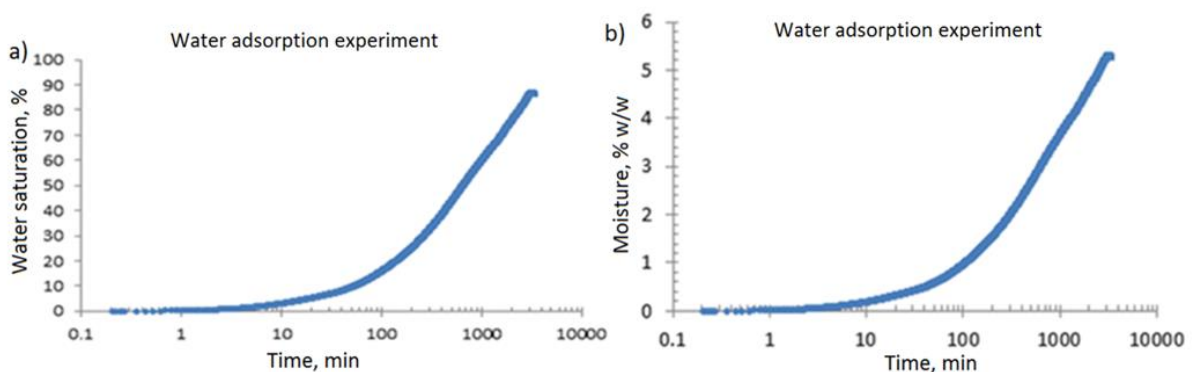 a)
Water adsorption experiment
Water saturation, %
100
90
80
70
60
50
40
30
20
10
0
0.1 1 10 100 1000 10000
Time, min
b)
Water adsorption experiment
Moisture, % w/w
6
5
4
3
2
1
0
0.1 1 10 100 1000 10000
Time, min